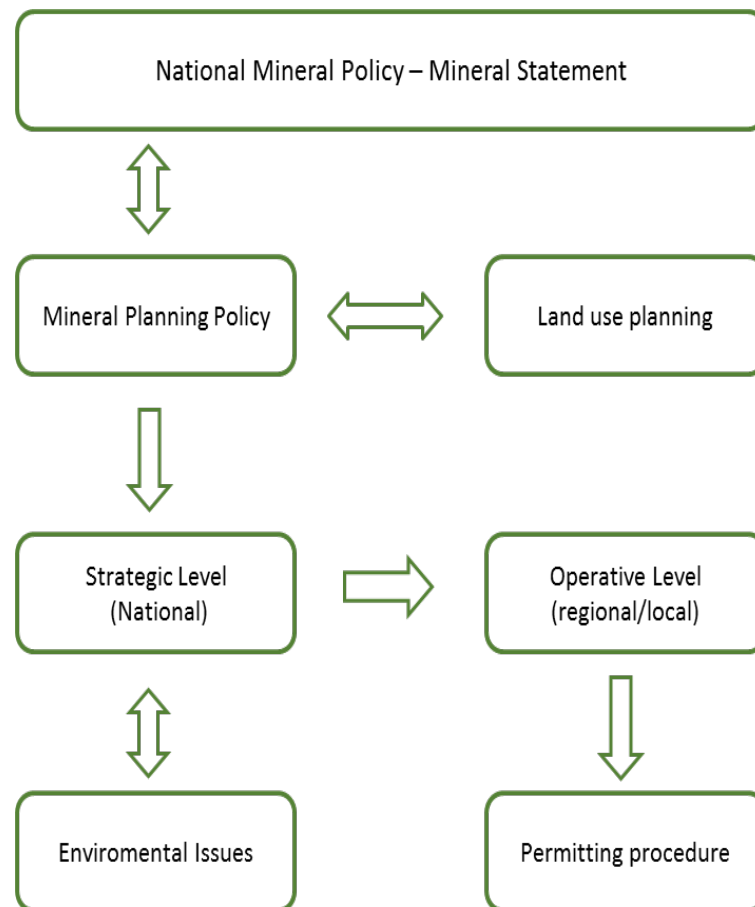 National Mineral Policy – Mineral Statement
Mineral Planning Policy
Land use planning
Strategic Level
(National)
Operative Level
(regional/local)
Enviromental Issues
Permitting procedure